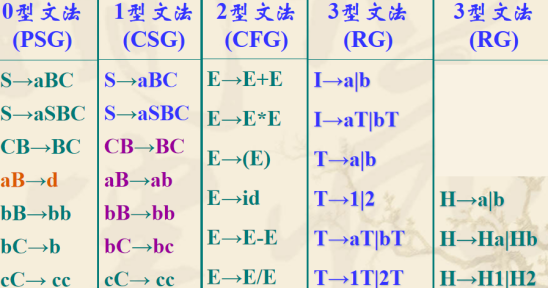 0型文法 1型文法 2型文法 3型文法 3型文法
(PSG) (CSG) (CFG) (RG) (RG)
S→aBC S→aBC E→E+E I→a|b
S→aSBC S→aSBC E→E*E I→aT|bT
CB→BC CB→BC E→(E) T→a|b
aB→d aB→ab E→id T→1|2 H→a|b
bB→bb bB→bb E→E-E T→aT|bT H→Ha|Hb
bC→b bC→bc E→E/E T→1T|2T H→H1|H2
cC→ cc cC→ cc